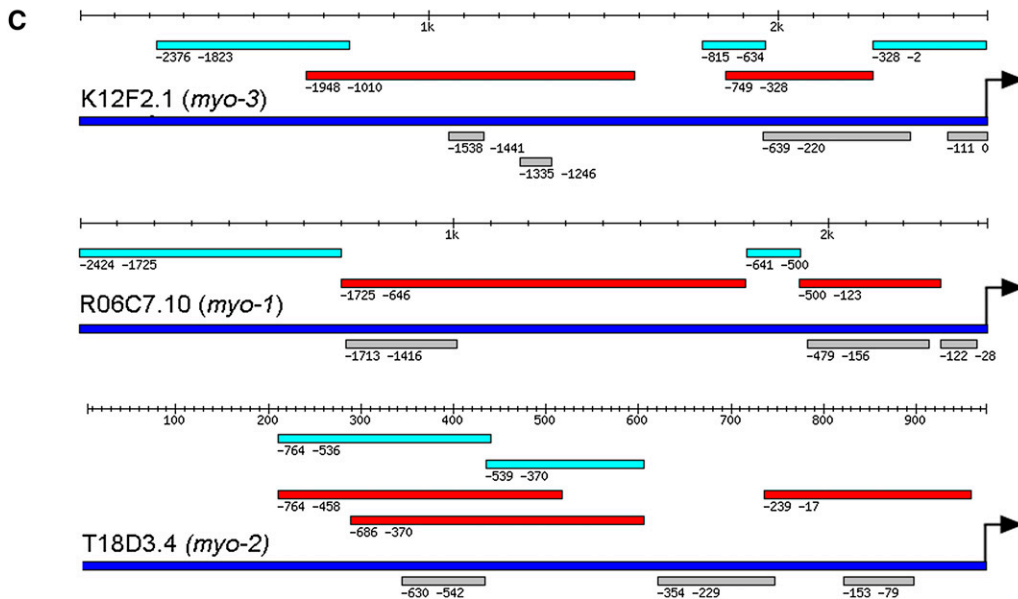 C
1k 2k
−2376 −1823 −815 −634 −328 −2
−1948 −1010 −749 −328
K12F2.1 (myo-3)
−1538 −1441 −639 −220 −111 0
−1335 −1246
1k 2k
−2424 −1725 −641 −500
−1725 −646 −500 −123
R06C7.10 (myo-1)
−1713 −1416 −479 −156 −122 −28
100 200 300 400 500 600 700 800 900
−764 −536
−539 −370
−764 −458 −239 −17
−686 −370
T18D3.4 (myo-2)
−630 −542 −354 −229 −153 −79